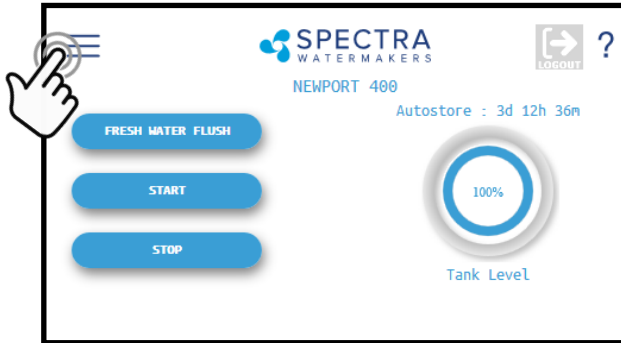 SPECTRA
WATERMAKERS
LOGOUT
?
NEWPORT 400
Autostore : 3d 12h 36m
FRESH WATER FLUSH
START
STOP
100%
Tank Level